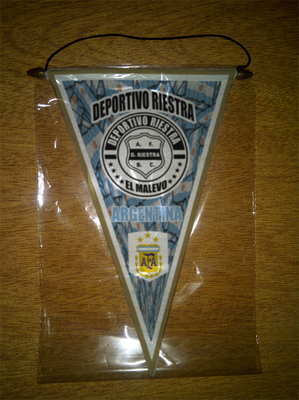 DEPORTIVO RIESTRA
DEPORTIVO RIESTRA
A. F.
D. RIESTRA
B. C.
EL MALEVO
ARGENTINA
AFA